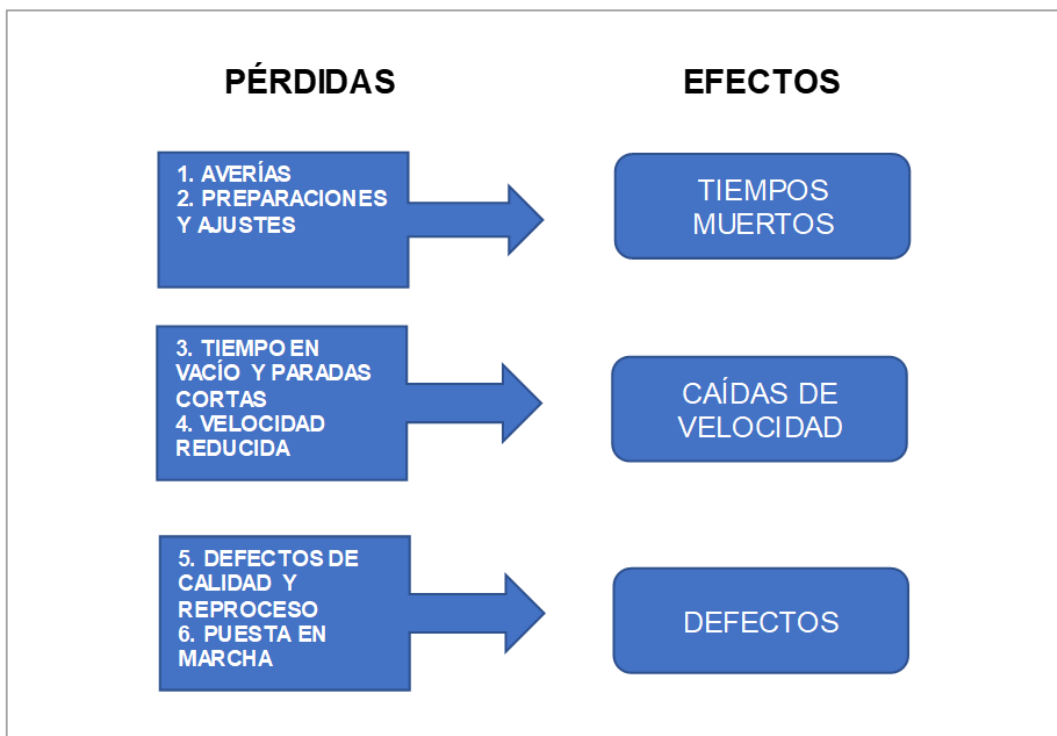 PÉRDIDAS
EFECTOS
1. AVERÍAS
2. PREPARACIONES
Y AJUSTES
TIEMPOS
MUERTOS
3. TIEMPO EN
VACÍO Y PARADAS
CORTAS
4. VELOCIDAD
REDUCIDA
CAÍDAS DE
VELOCIDAD
5. DEFECTOS DE
CALIDAD Y
REPROCESO
6. PUESTA EN
MARCHA
DEFECTOS